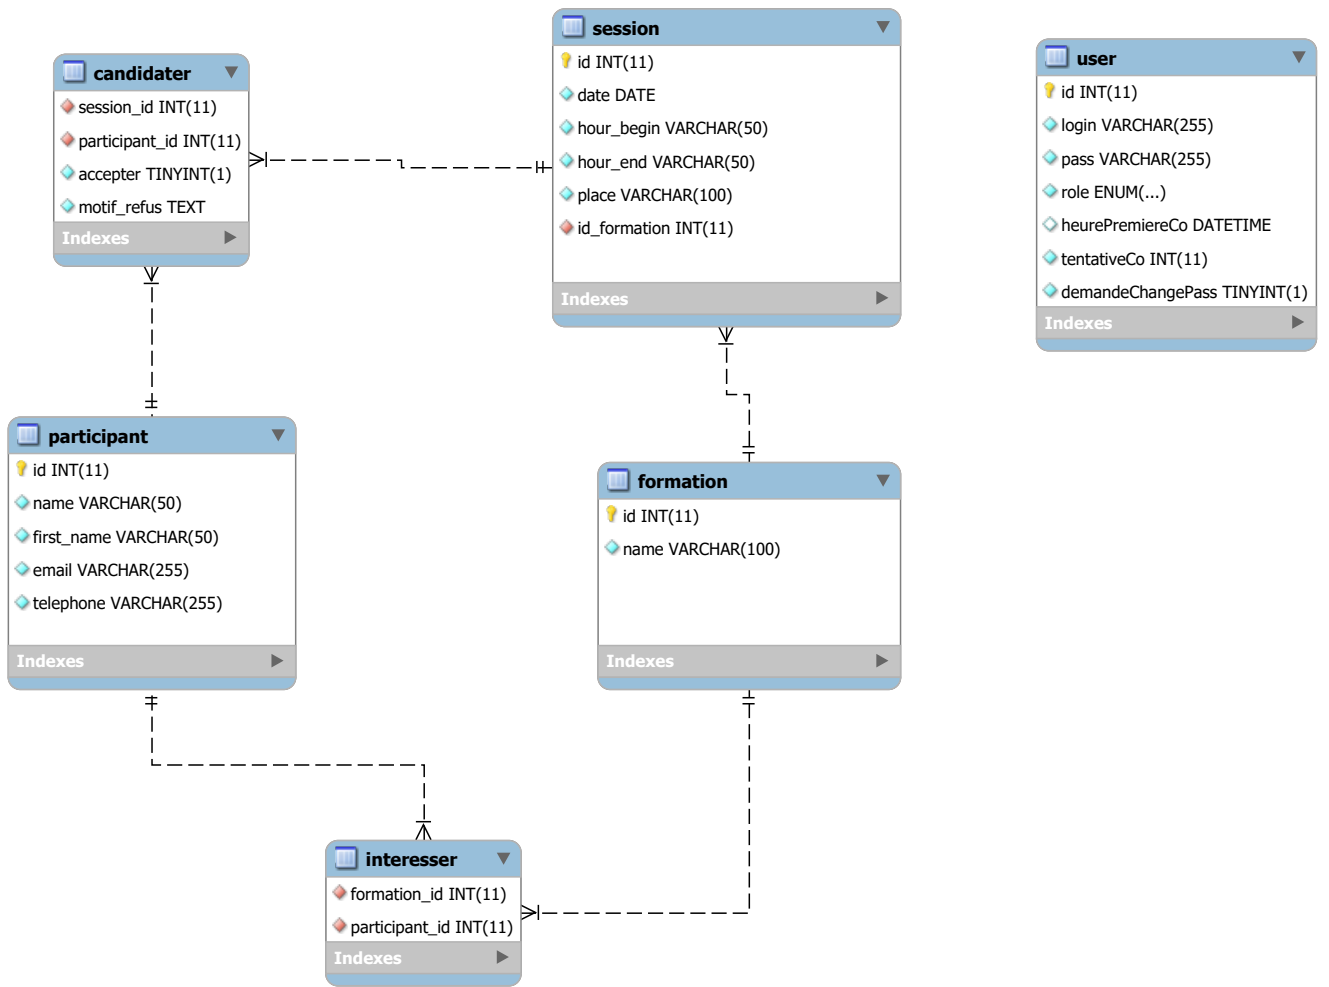 candidater
session_id INT(11)
participant_id INT(11)
accepter TINYINT(1)
motif_refus TEXT
Indexes
session
id INT(11)
date DATE
hour_begin VARCHAR(50)
hour_end VARCHAR(50)
place VARCHAR(100)
id_formation INT(11)
Indexes
user
id INT(11)
login VARCHAR(255)
pass VARCHAR(255)
role ENUM(...)
heurePremiereCo DATETIME
tentativeCo INT(11)
demandeChangePass TINYINT(1)
Indexes
participant
id INT(11)
name VARCHAR(50)
first_name VARCHAR(50)
email VARCHAR(255)
telephone VARCHAR(255)
Indexes
formation
id INT(11)
name VARCHAR(100)
Indexes
interesser
formation_id INT(11)
participant_id INT(11)
Indexes